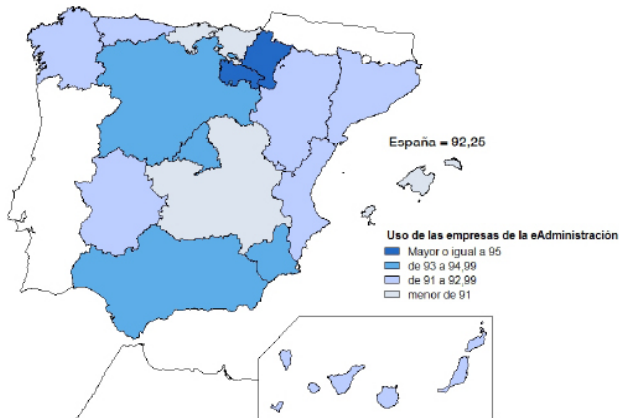 España = 92,25
Uso de las empresas de la eAdministración
Mayor o igual a 95
de 93 a 94,99
de 91 a 92,99
menor de 91